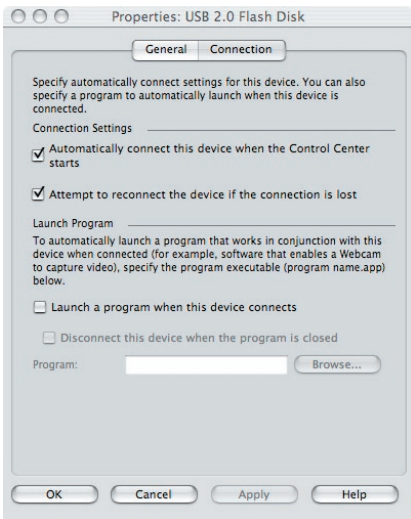 Properties: USB 2.0 Flash Disk
General Connection
Specify automatically connect settings for this device. You can also
specify a program to automatically launch when this device is
connected.
Connection Settings
Automatically connect this device when the Control Center
starts
Attempt to reconnect the device if the connection is lost
Launch Program
To automatically launch a program that works in conjunction with this
device when connected (for example, software that enables a Webcam
to capture video), specify the program executable (program name.app)
below.
Launch a program when this device connects
Disconnect this device when the program is closed
Program: Browse...
OK Cancel Apply Help